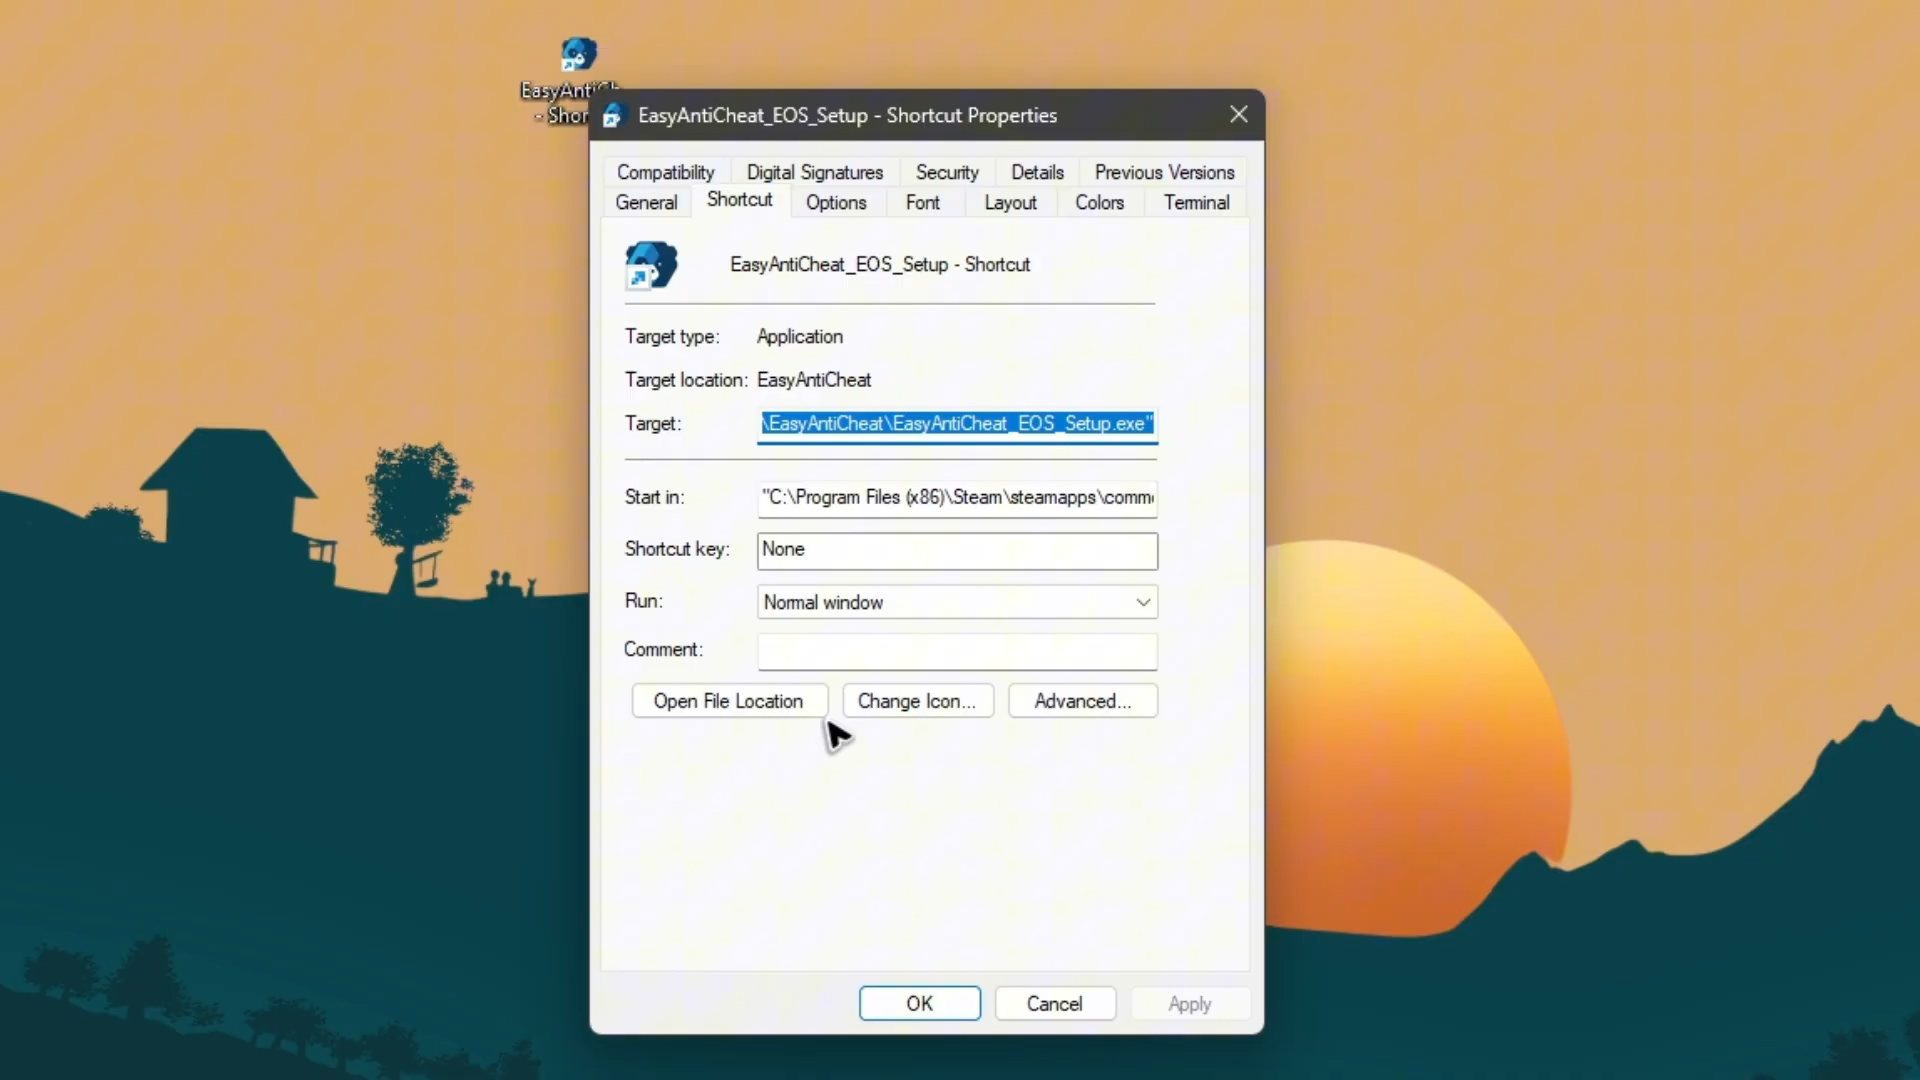 EasyAntiCh
- Shor
EasyAntiCheat_EOS_Setup - Shortcut Properties
Compatibility Digital Signatures Security Details Previous Versions
General Shortcut Options Font Layout Colors Terminal
EasyAntiCheat_EOS_Setup - Shortcut
Target type: Application
Target location: EasyAntiCheat
Target: \EasyAntiCheat\EasyAntiCheat_EOS_Setup.exe"
Start in: "C:\Program Files (x86)\Steam\steamapps\comm
Shortcut key: None
Run: Normal window
Comment:
Open File Location Change Icon... Advanced...
OK Cancel Apply